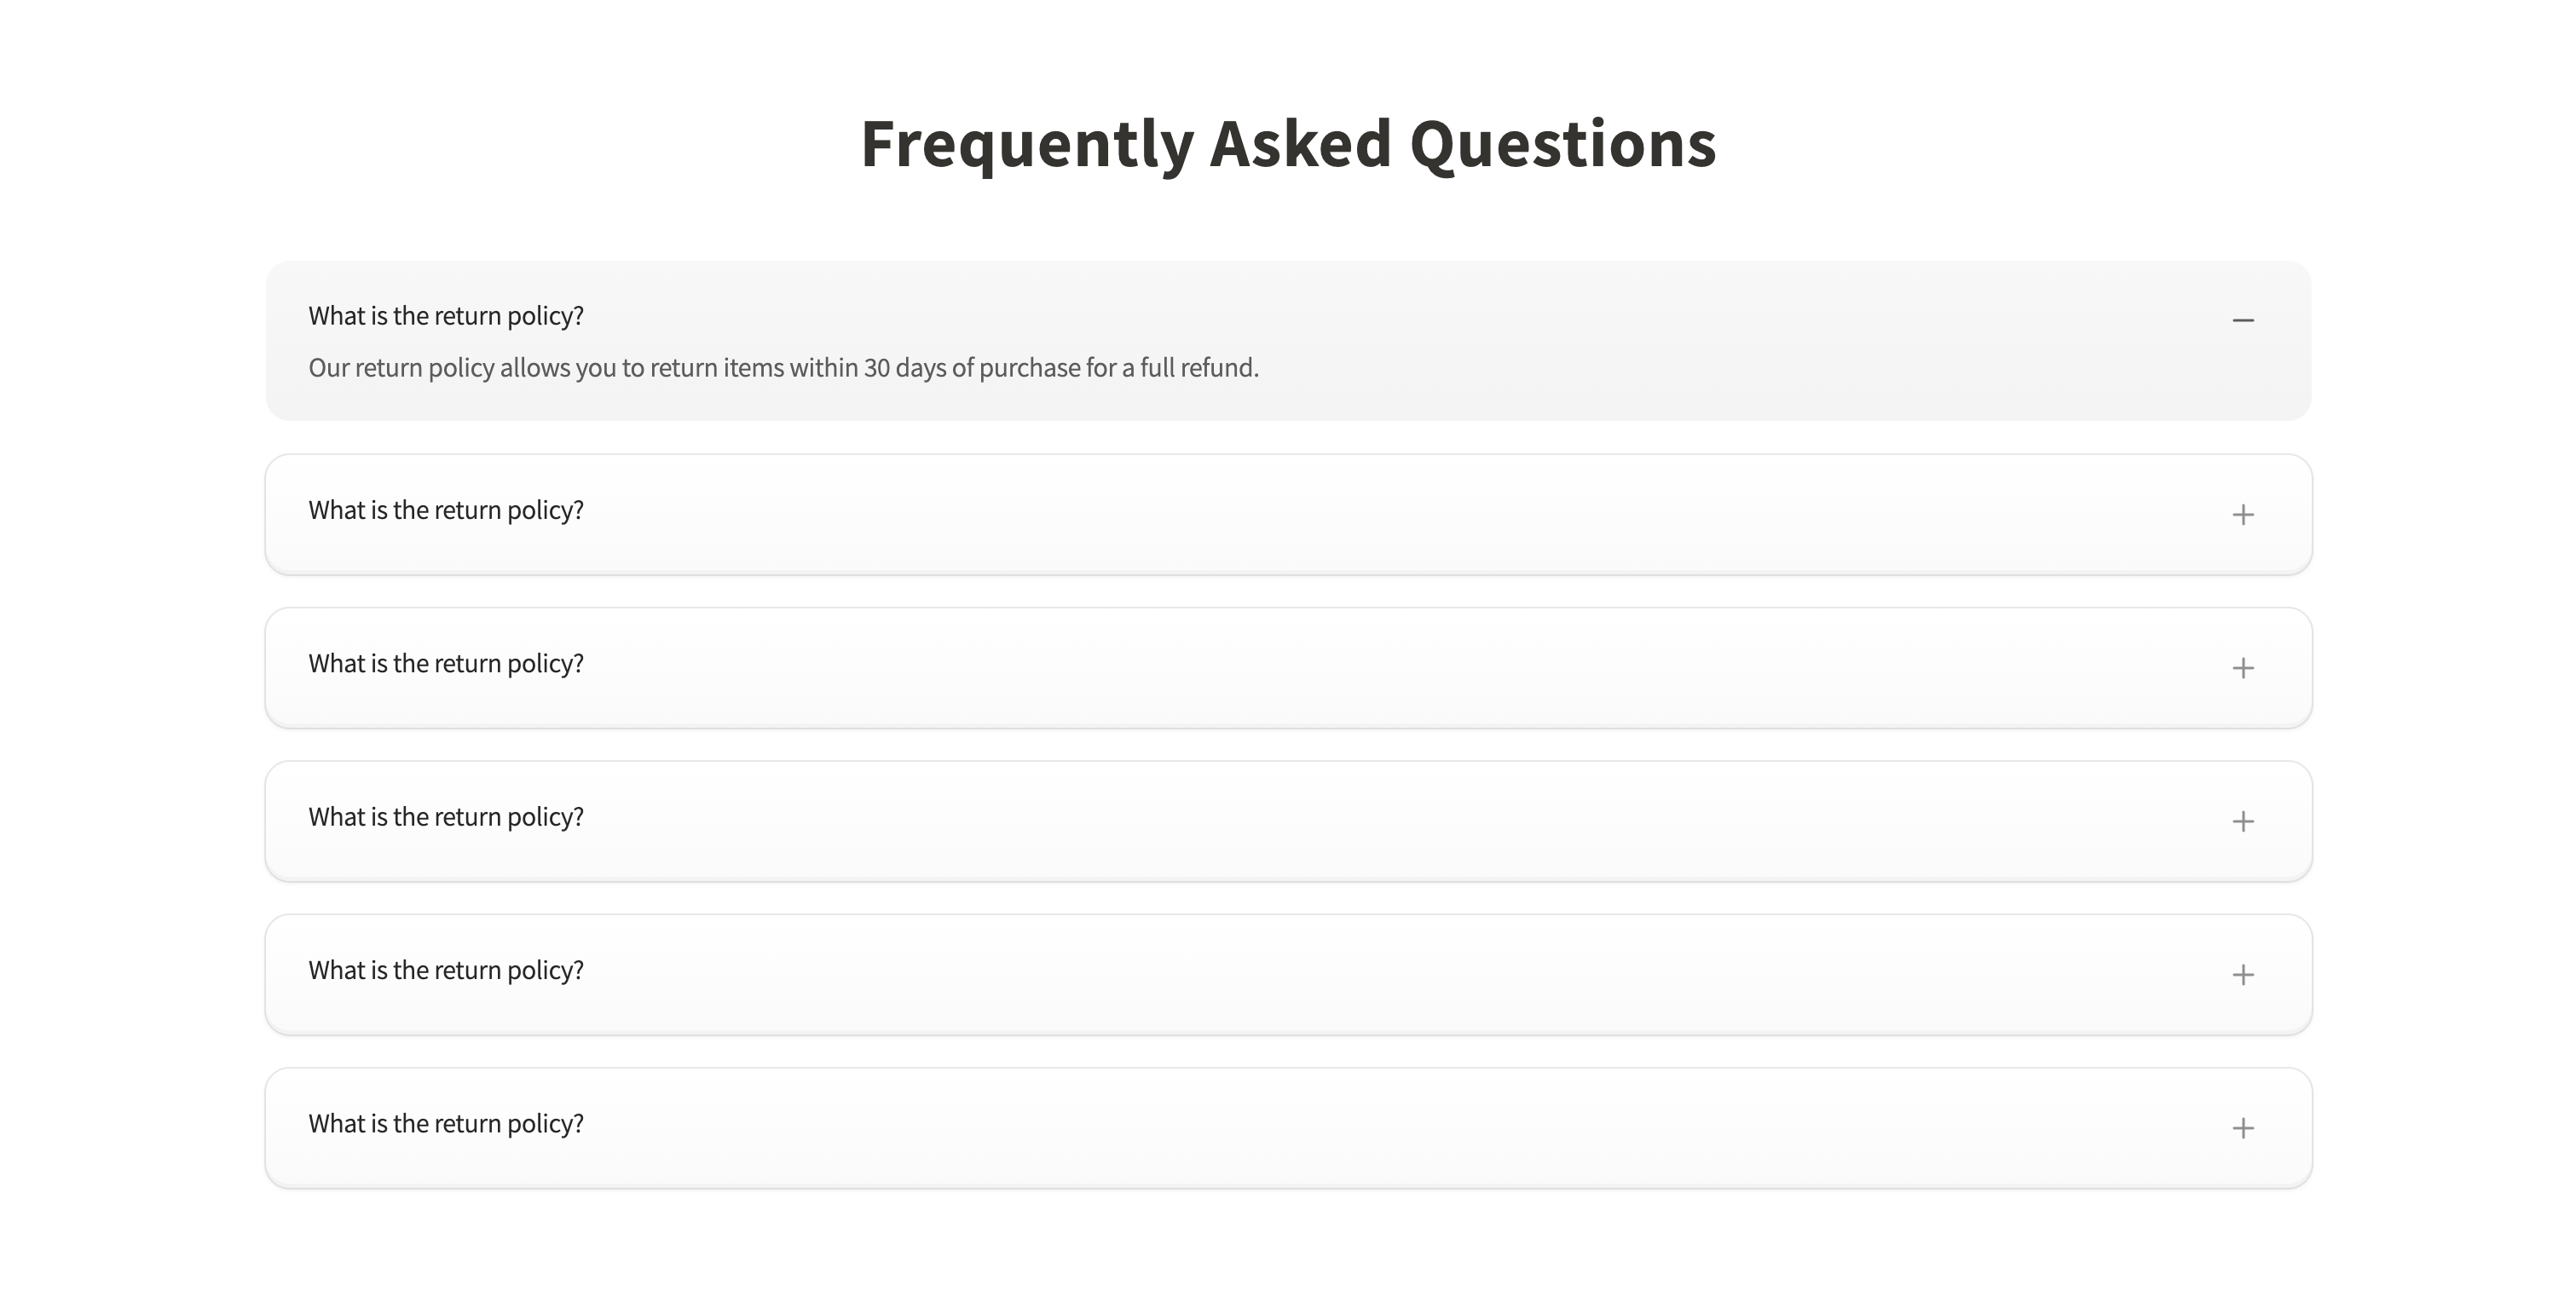 Frequently Asked Questions
What is the return policy?
Our return policy allows you to return items within 30 days of purchase for a full refund.
What is the return policy?
What is the return policy?
What is the return policy?
What is the return policy?
What is the return policy?